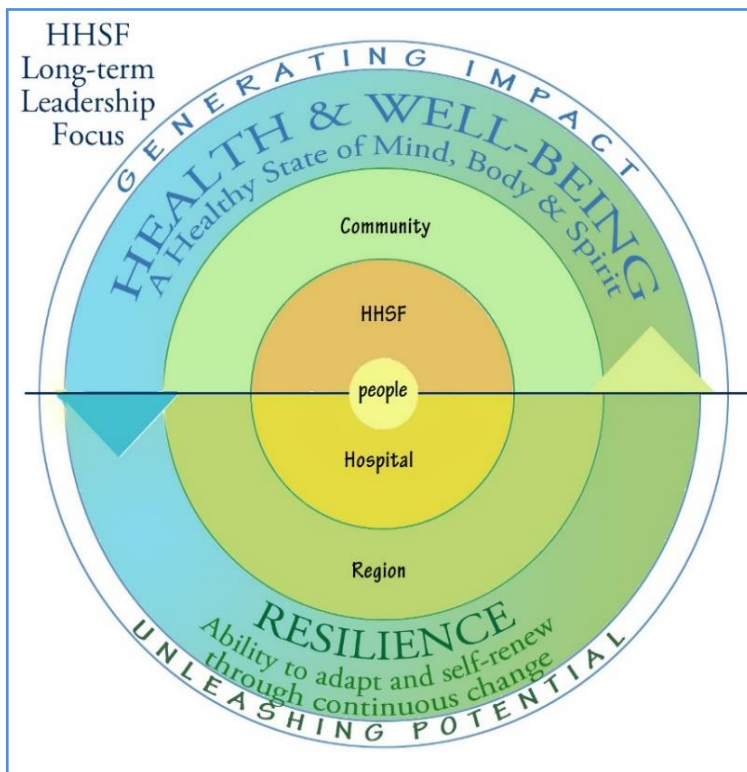 HHSF
Long-term
Leadership
Focus
GENERATING IMPACT
HEALTH & WELL-BEING
A Healthy State of Mind, Body & Spirit
Community
HHSF
people
Hospital
Region
RESILIENCE
Ability to adapt and self-renew
through continuous change
UNLEASHING POTENTIAL